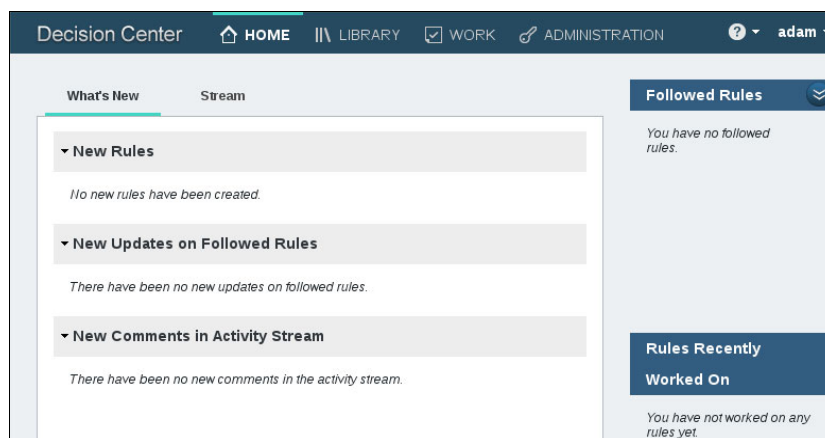 Decision Center HOME LIBRARY WORK ADMINISTRATION ? adam
What's New Stream
New Rules
No new rules have been created.
New Updates on Followed Rules
There have been no new updates on followed rules.
New Comments in Activity Stream
There have been no new comments in the activity stream.
Followed Rules
You have no followed
rules.
Rules Recently
Worked On
You have not worked on any
rules yet.